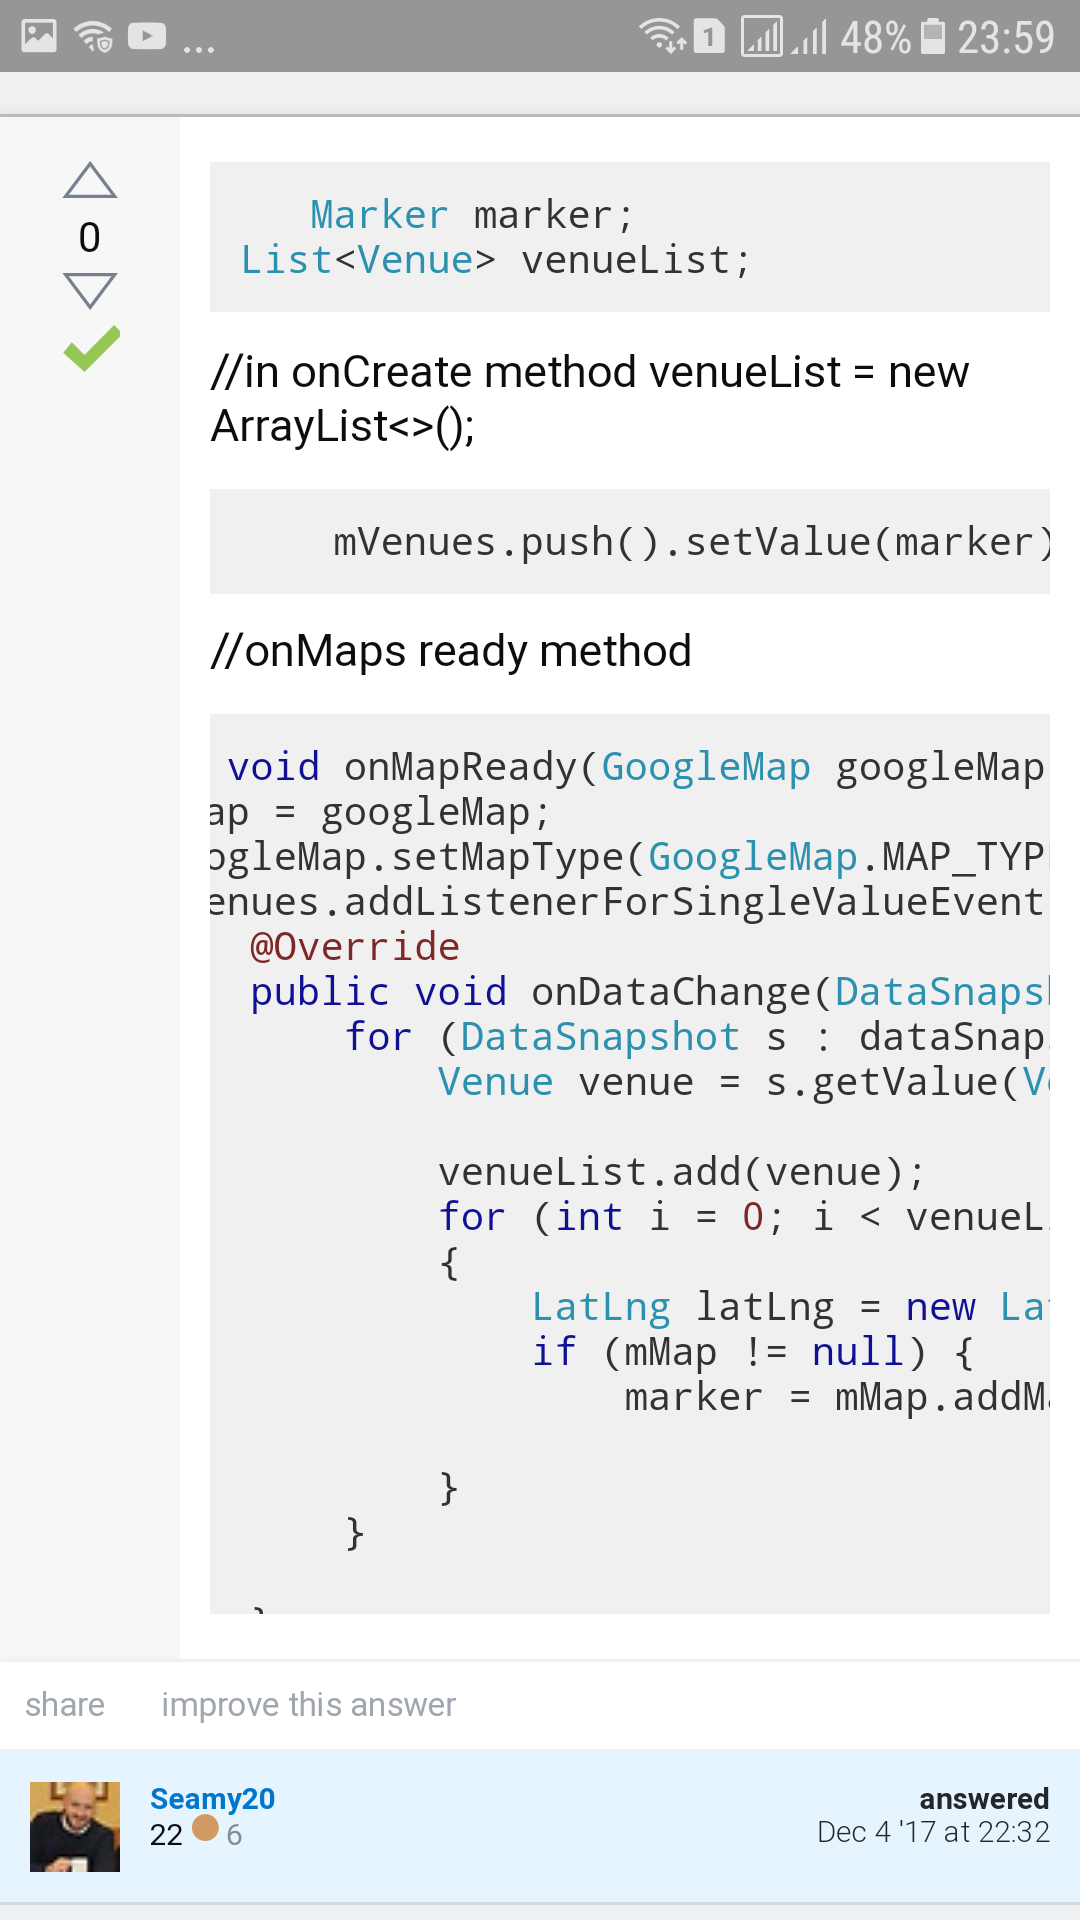 ... 1 48% 23:59
0
Marker marker;
List<Venue> venueList;
//in onCreate method venueList = new
ArrayList<>();
mVenues.push().setValue(marker)
//onMaps ready method
void onMapReady(GoogleMap googleMap
ap = googleMap;
ogleMap.setMapType(GoogleMap.MAP_TYP
enues.addListenerForSingleValueEvent
@Override
public void onDataChange(DataSnaps
for (DataSnapshot s : dataSnap
Venue venue = s.getValue(V
venueList.add(venue);
for (int i = 0; i < venueL
{
LatLng latLng = new La
if (mMap != null) {
marker = mMap.addM
}
}
share improve this answer
Seamy20 answered
22 6 Dec 4 '17 at 22:32